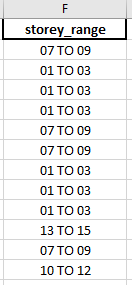 F
storey_range
07 TO 09
01 TO 03
01 TO 03
01 TO 03
07 TO 09
07 TO 09
01 TO 03
01 TO 03
01 TO 03
13 TO 15
07 TO 09
10 TO 12